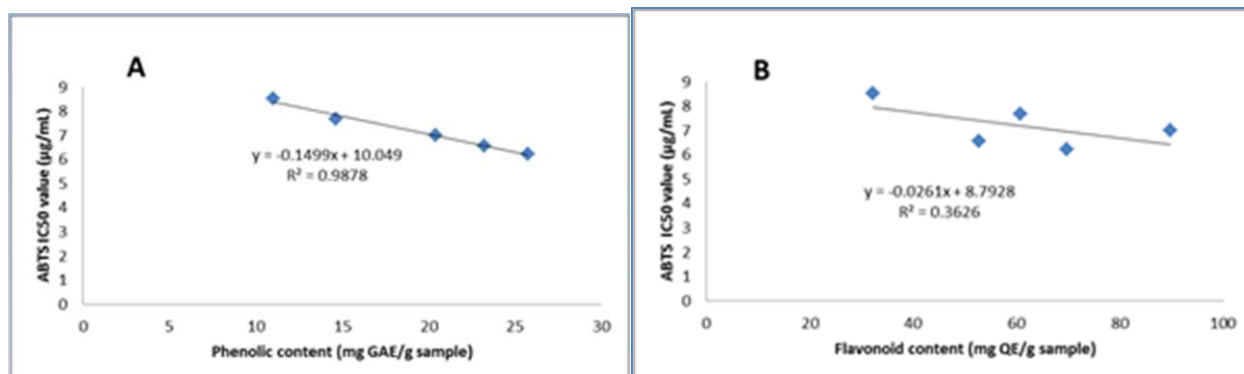 A
ABTS IC50 value (µg/mL)
9
8
7
6
5
4
3
2
1
0
y = -0.1499x + 10.049
R² = 0.9878
0 5 10 15 20 25 30
Phenolic content (mg GAE/g sample)
B
ABTS IC50 value (µg/mL)
9
8
7
6
5
4
3
2
1
0
y = -0.0261x + 8.7928
R² = 0.3626
0 20 40 60 80 100
Flavonoid content (mg QE/g sample)